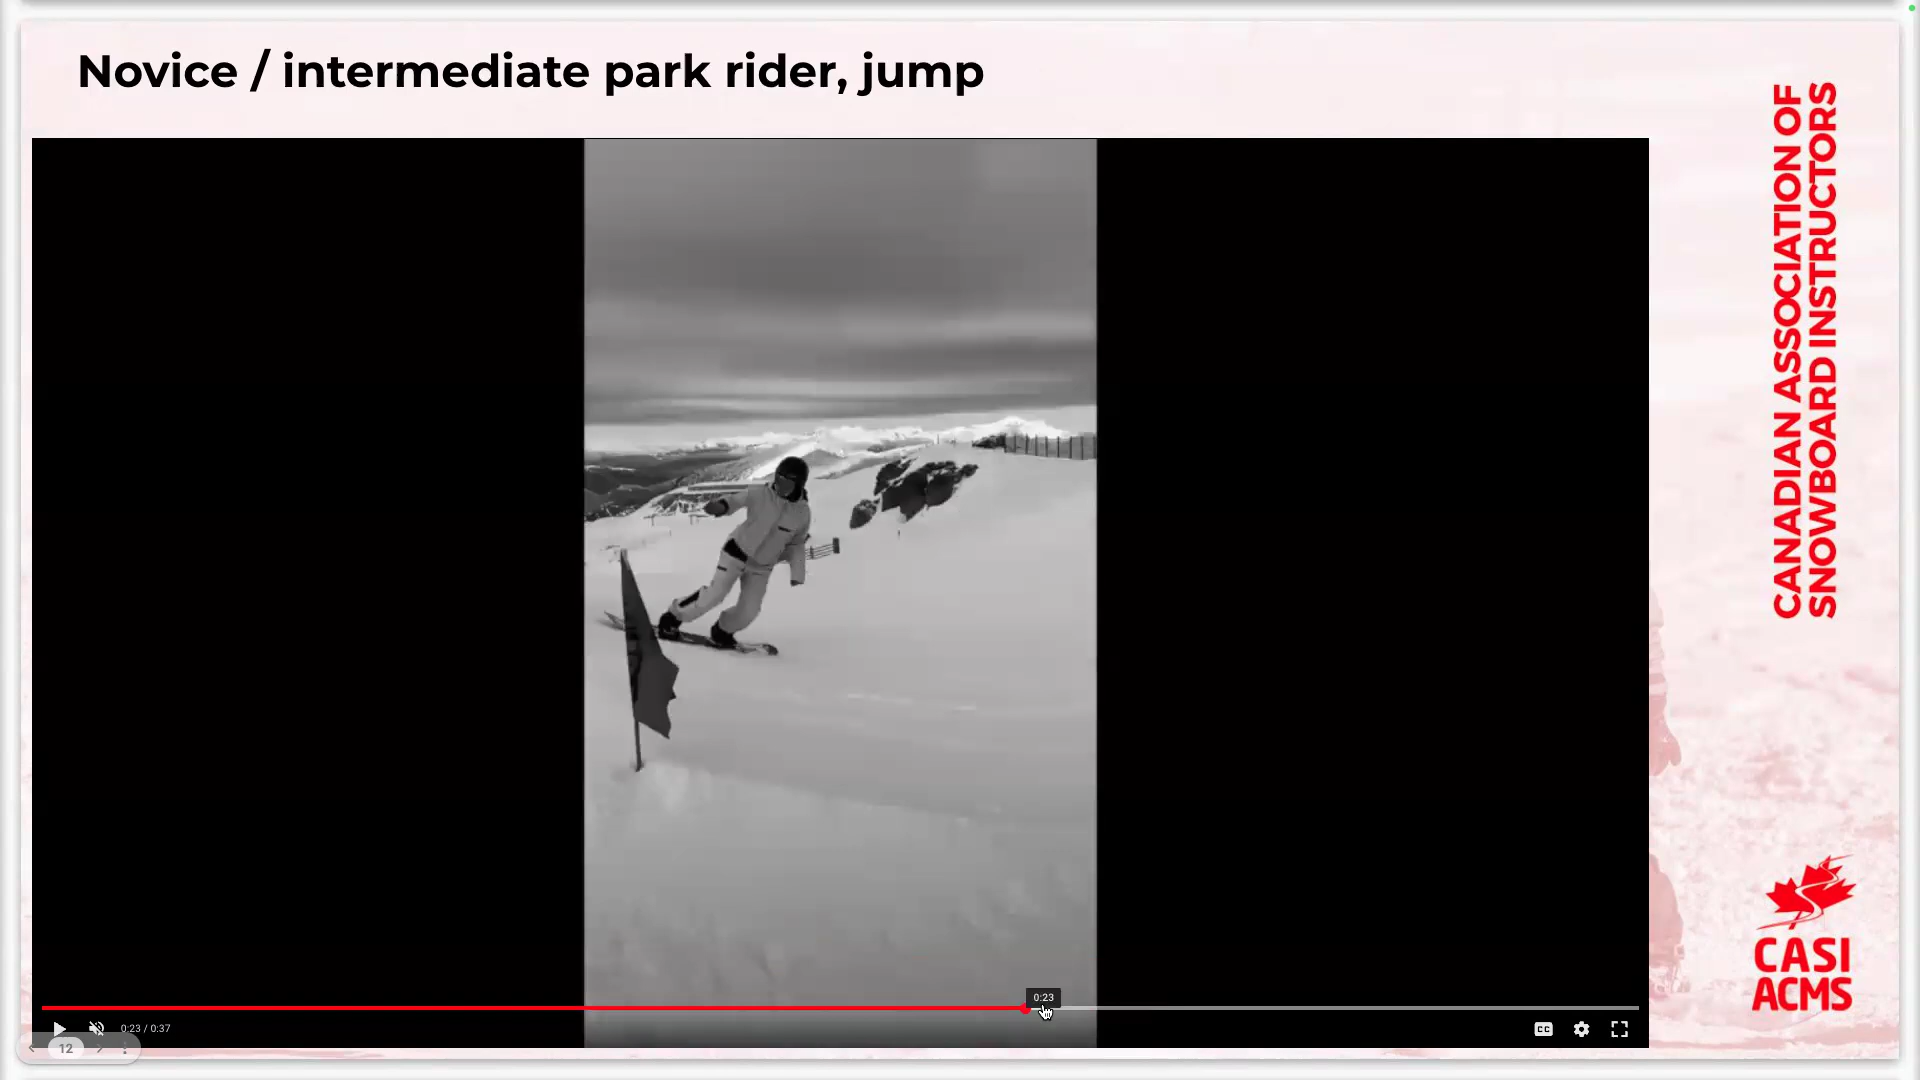 Novice / intermediate park rider, jump
CANADIAN ASSOCIATION OF
SNOWBOARD INSTRUCTORS
0:23
0:23 / 0:37
CC
12
CASI
ACMS